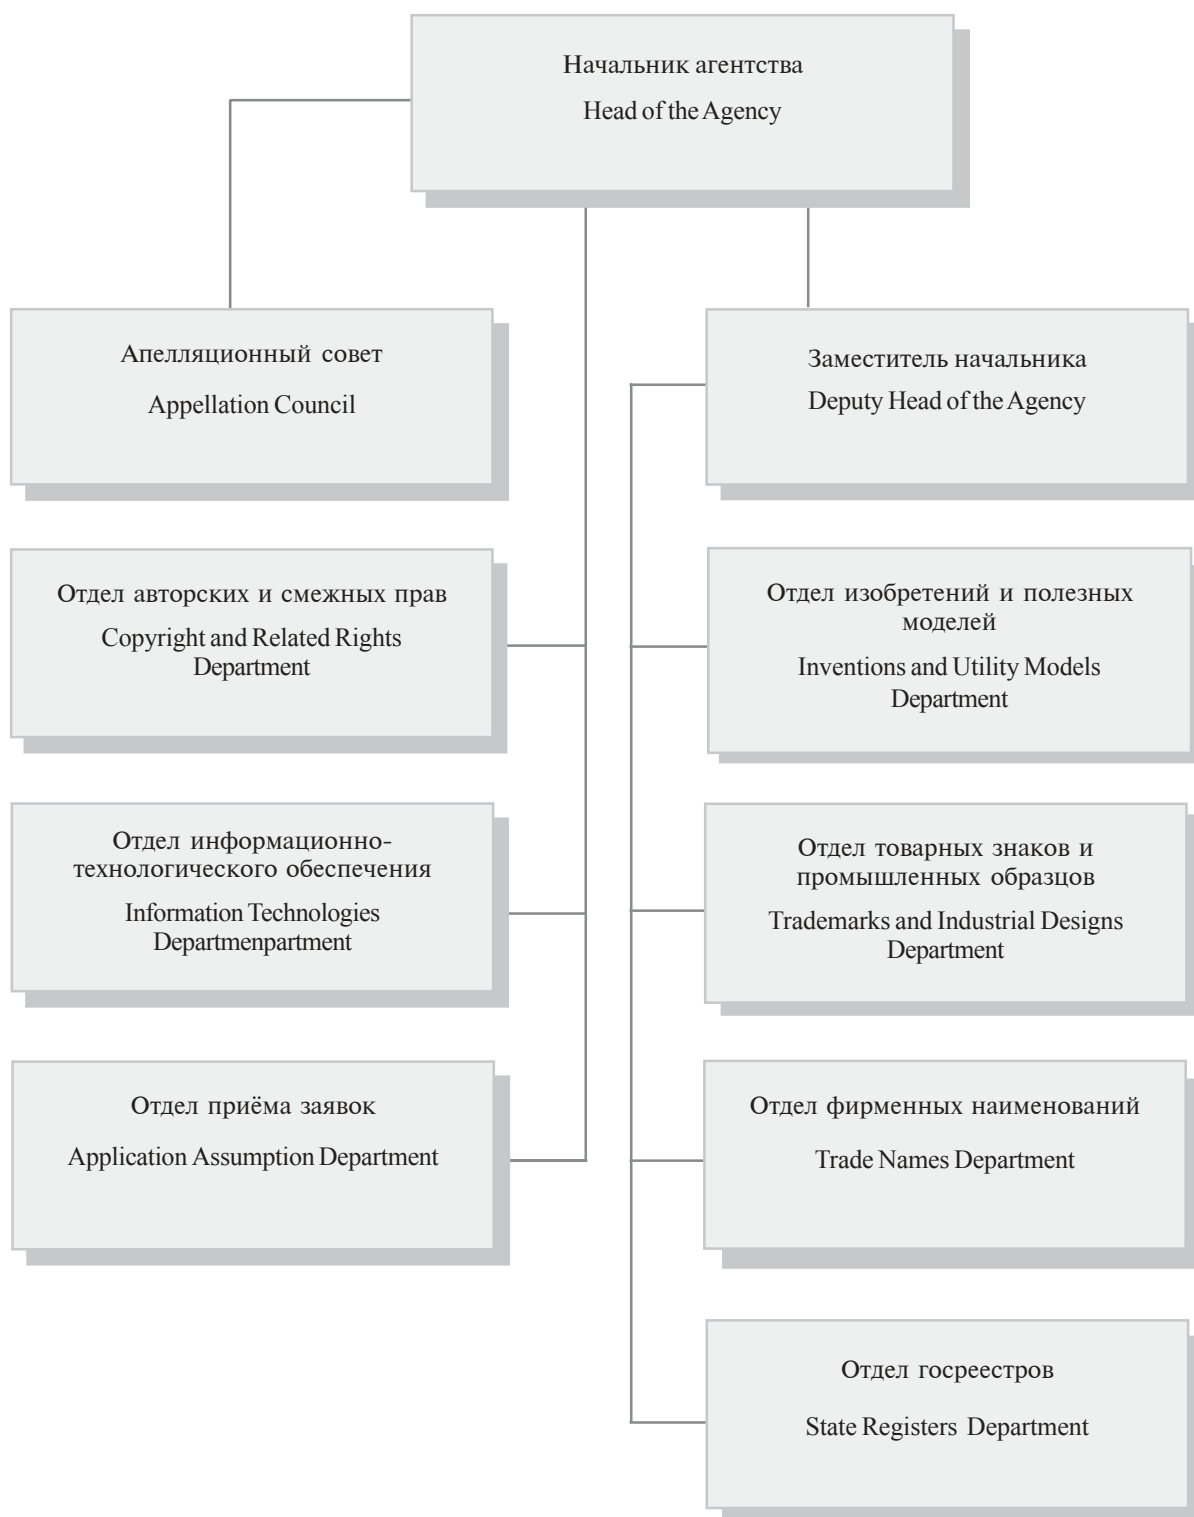 Начальник агентства
Head of the Agency
Апелляционный совет
Appellation Council
Заместитель начальника
Deputy Head of the Agency
Отдел авторских и смежных прав
Copyright and Related Rights
Department
Отдел изобретений и полезных
моделей
Inventions and Utility Models
Department
Отдел информационно-
технологического обеспечения
Information Technologies
Departmenpartment
Отдел товарных знаков и
промышленных образцов
Trademarks and Industrial Designs
Department
Отдел приёма заявок
Application Assumption Department
Отдел фирменных наименований
Trade Names Department
Отдел госреестров
State Registers Department